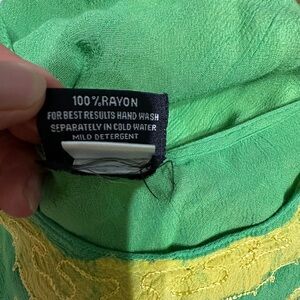 100% RAYON
FOR BEST RESULTS HAND WASH
SEPARATELY IN COLD WATER
MILD DETERGENT